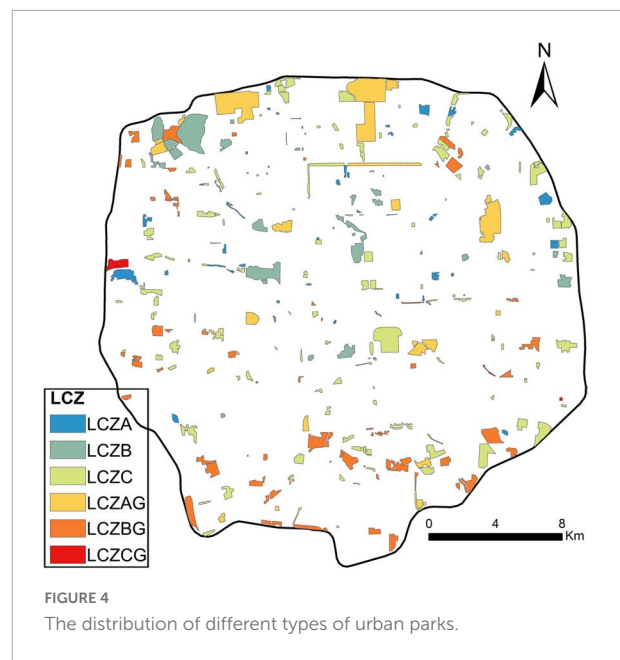 N
LCZ
LCZA
LCZB
LCZC
LCZAG
LCZBG
LCZCG
0 4 8
Km
FIGURE 4
The distribution of different types of urban parks.